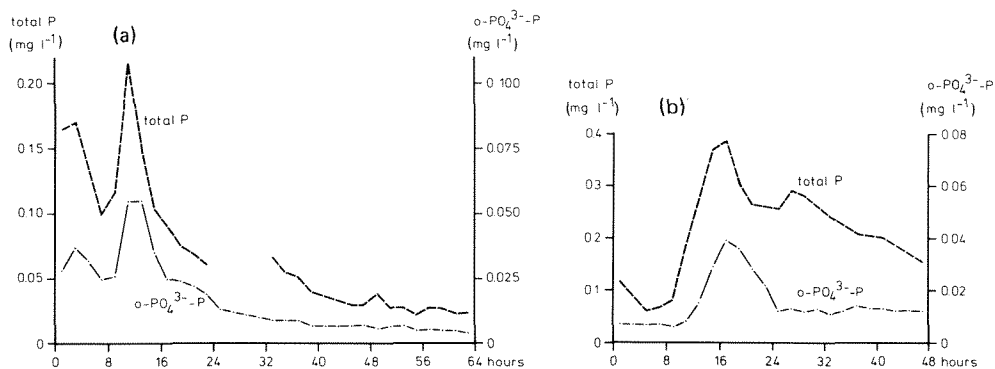 total P
(mg l⁻¹)
(a)
o-PO₄³⁻-P
(mg l⁻¹)
0.20
0.15
0.10
0.05
0
0.100
0.075
0.050
0.025
0
total P
o-PO₄³⁻-P
0 8 16 24 32 40 48 56 64 hours
total P
(mg l⁻¹)
(b)
o-PO₄³⁻-P
(mg l⁻¹)
0.4
0.3
0.2
0.1
0
0.08
0.06
0.04
0.02
0
total P
o-PO₄³⁻-P
0 8 16 24 32 40 48 hours